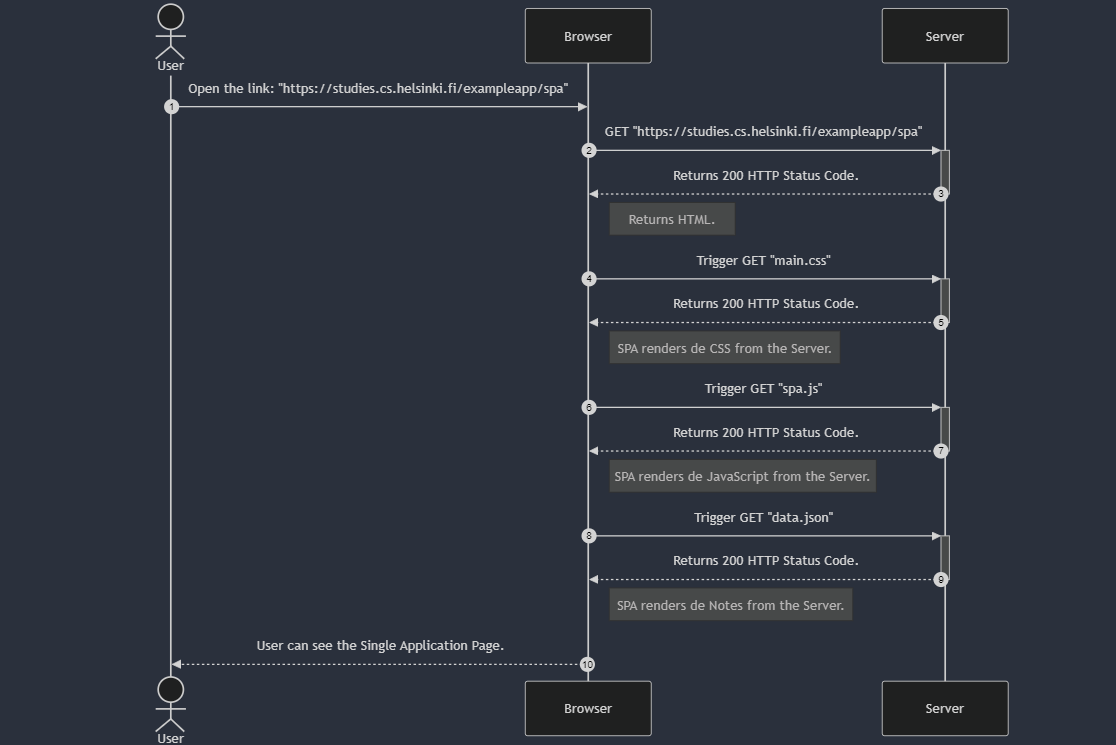 User
Browser
Server
Open the link: "https://studies.cs.helsinki.fi/exampleapp/spa"
1
GET "https://studies.cs.helsinki.fi/exampleapp/spa"
2
Returns 200 HTTP Status Code.
3
Returns HTML.
Trigger GET "main.css"
4
Returns 200 HTTP Status Code.
5
SPA renders de CSS from the Server.
Trigger GET "spa.js"
6
Returns 200 HTTP Status Code.
7
SPA renders de JavaScript from the Server.
Trigger GET "data.json"
8
Returns 200 HTTP Status Code.
9
SPA renders de Notes from the Server.
User can see the Single Application Page.
10
User
Browser
Server